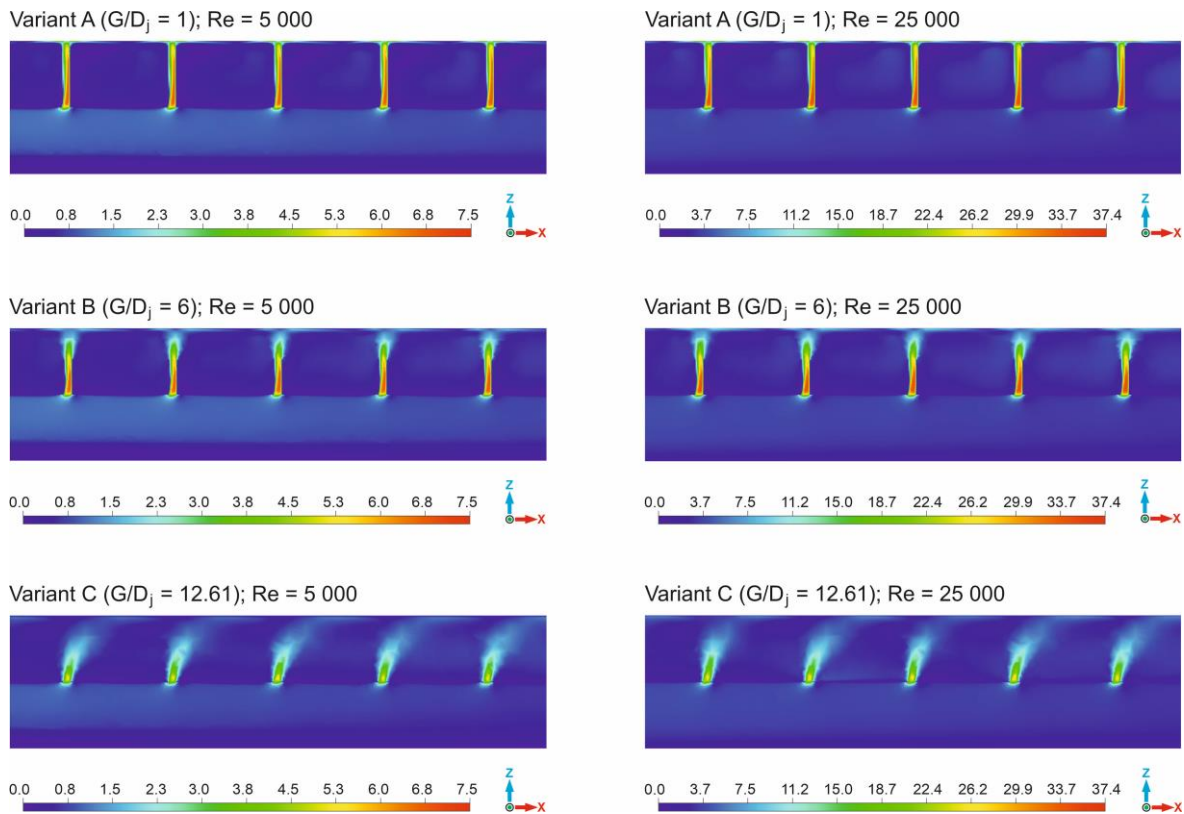 Variant A (G/Dj = 1); Re = 5 000
Variant A (G/Dj = 1); Re = 25 000
0.0 0.8 1.5 2.3 3.0 3.8 4.5 5.3 6.0 6.8 7.5
Z
X
0.0 3.7 7.5 11.2 15.0 18.7 22.4 26.2 29.9 33.7 37.4
Z
X
Variant B (G/Dj = 6); Re = 5 000
Variant B (G/Dj = 6); Re = 25 000
0.0 0.8 1.5 2.3 3.0 3.8 4.5 5.3 6.0 6.8 7.5
Z
X
0.0 3.7 7.5 11.2 15.0 18.7 22.4 26.2 29.9 33.7 37.4
Z
X
Variant C (G/Dj = 12.61); Re = 5 000
Variant C (G/Dj = 12.61); Re = 25 000
0.0 0.8 1.5 2.3 3.0 3.8 4.5 5.3 6.0 6.8 7.5
Z
X
0.0 3.7 7.5 11.2 15.0 18.7 22.4 26.2 29.9 33.7 37.4
Z
X